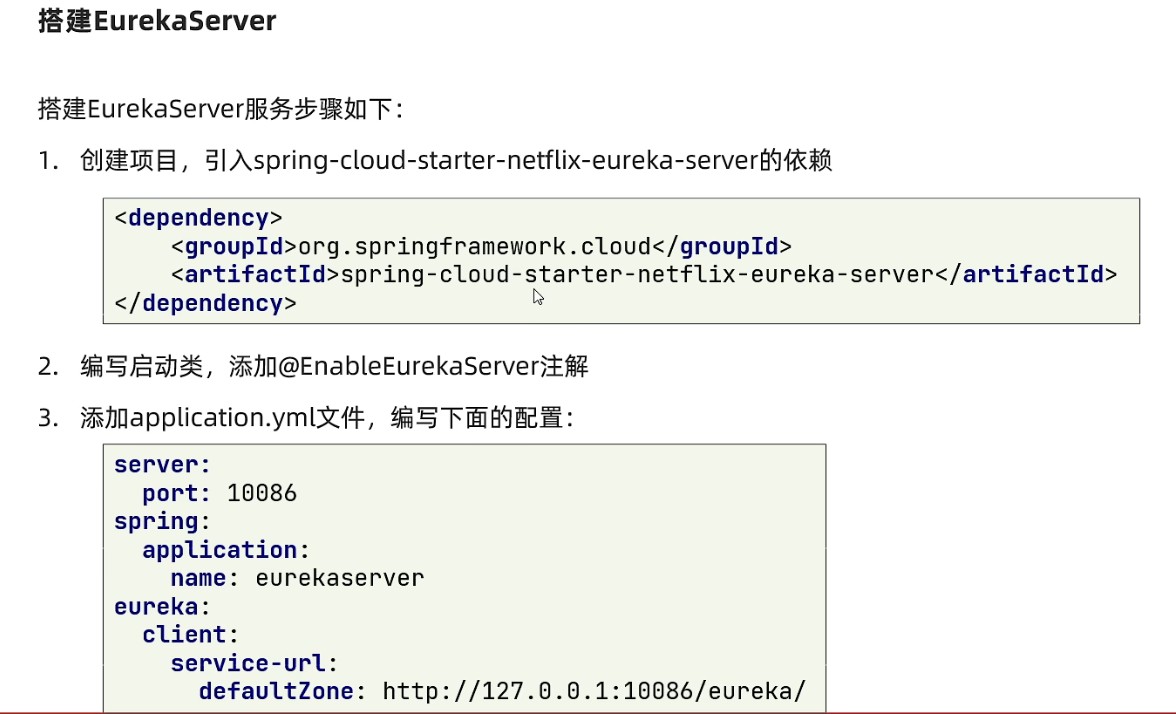 搭建EurekaServer
搭建EurekaServer服务步骤如下：
1. 创建项目，引入spring-cloud-starter-netflix-eureka-server的依赖
<dependency>
    <groupId>org.springframework.cloud</groupId>
    <artifactId>spring-cloud-starter-netflix-eureka-server</artifactId>
</dependency>
2. 编写启动类，添加@EnableEurekaServer注解
3. 添加application.yml文件，编写下面的配置：
server:
  port: 10086
spring:
  application:
    name: eurekaserver
eureka:
  client:
    service-url:
      defaultZone: http://127.0.0.1:10086/eureka/